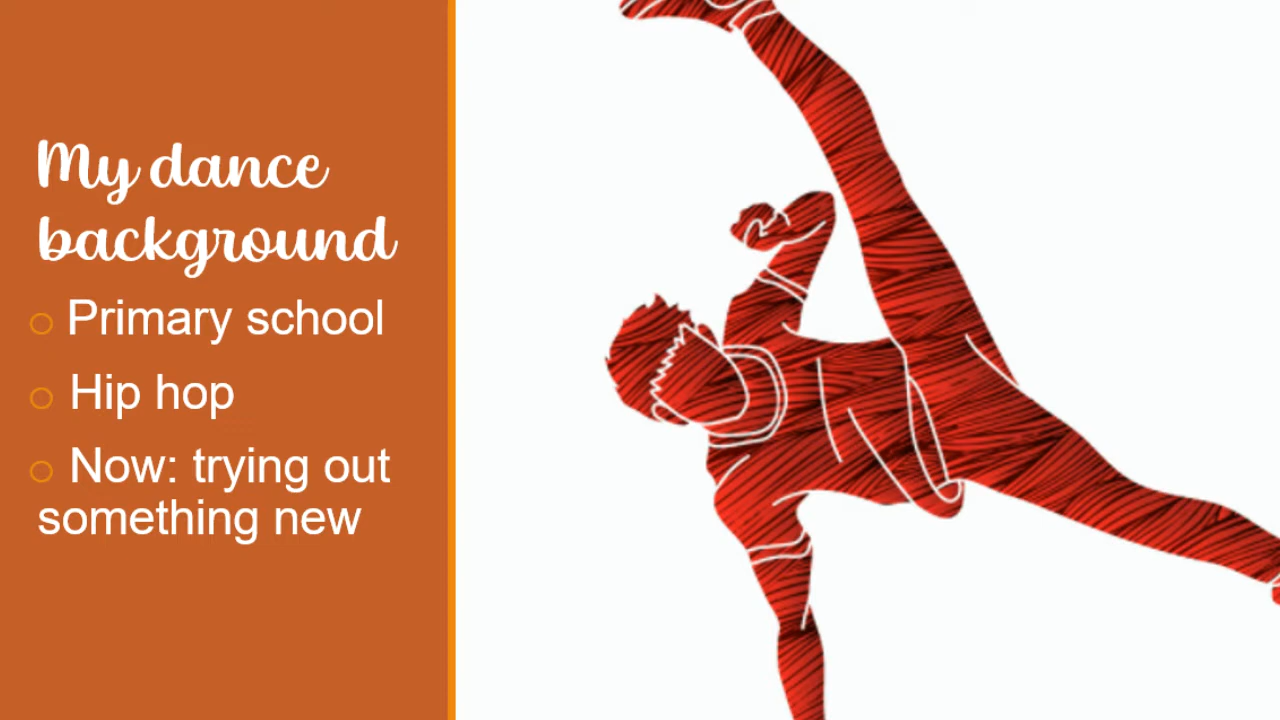 My dance
background
Primary school
Hip hop
Now: trying out
something new